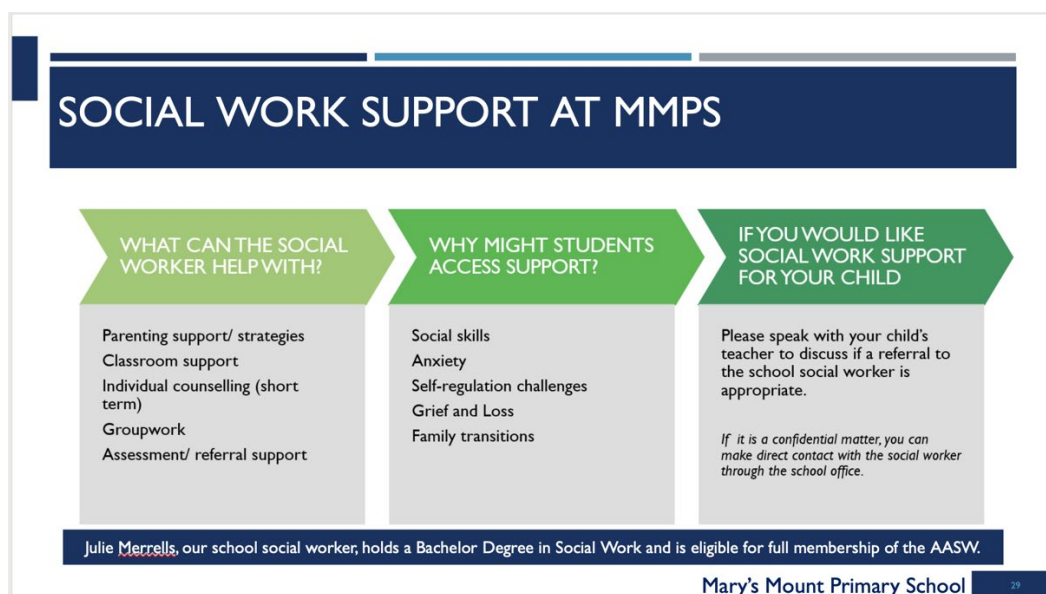 SOCIAL WORK SUPPORT AT MMPS
WHAT CAN THE SOCIAL
WORKER HELP WITH?
Parenting support/ strategies
Classroom support
Individual counselling (short
term)
Groupwork
Assessment/ referral support
WHY MIGHT STUDENTS
ACCESS SUPPORT?
Social skills
Anxiety
Self-regulation challenges
Grief and Loss
Family transitions
IF YOU WOULD LIKE
SOCIAL WORK SUPPORT
FOR YOUR CHILD
Please speak with your child's
teacher to discuss if a referral to
the school social worker is
appropriate.
If it is a confidential matter, you can
make direct contact with the social worker
through the school office.
Julie Merrells, our school social worker, holds a Bachelor Degree in Social Work and is eligible for full membership of the AASW.
Mary's Mount Primary School
29